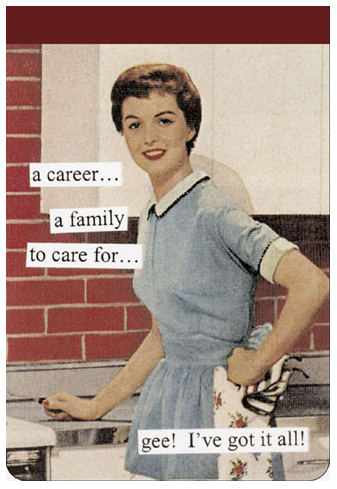 a career...
a family
to care for...
gee! I've got it all!